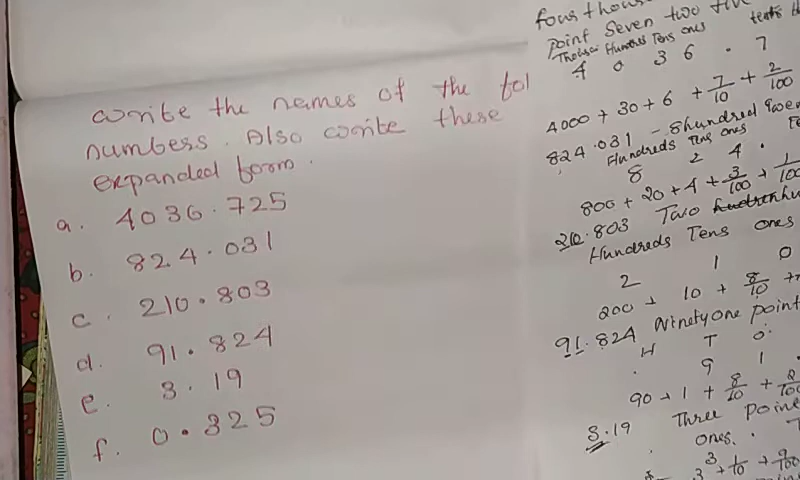 write the names of the fol
numbers. Also write these
expanded form.
a. 4036.725
b. 824.031
c. 210.803
d. 91.824
e. 3.19
f. 0.325
four thous
point Seven two five
Hundreds Tens ones
4 0 3 6 . 7
4000 + 30 + 6 + 7/10 + 2/100
824.031 - 8hundred
Hundreds Tens ones
8 2 4 .
800 + 20 + 4 + 3/100 + 1/100
210.803 Two
Hundreds Tens ones
2 1 0
200 + 10 + 8/10 +
91.824 Ninety one point
H T O
9 1
90 + 1 + 8/10 + 2/100
3.19 Three point
ones.
3 + 1/10 + 9/100